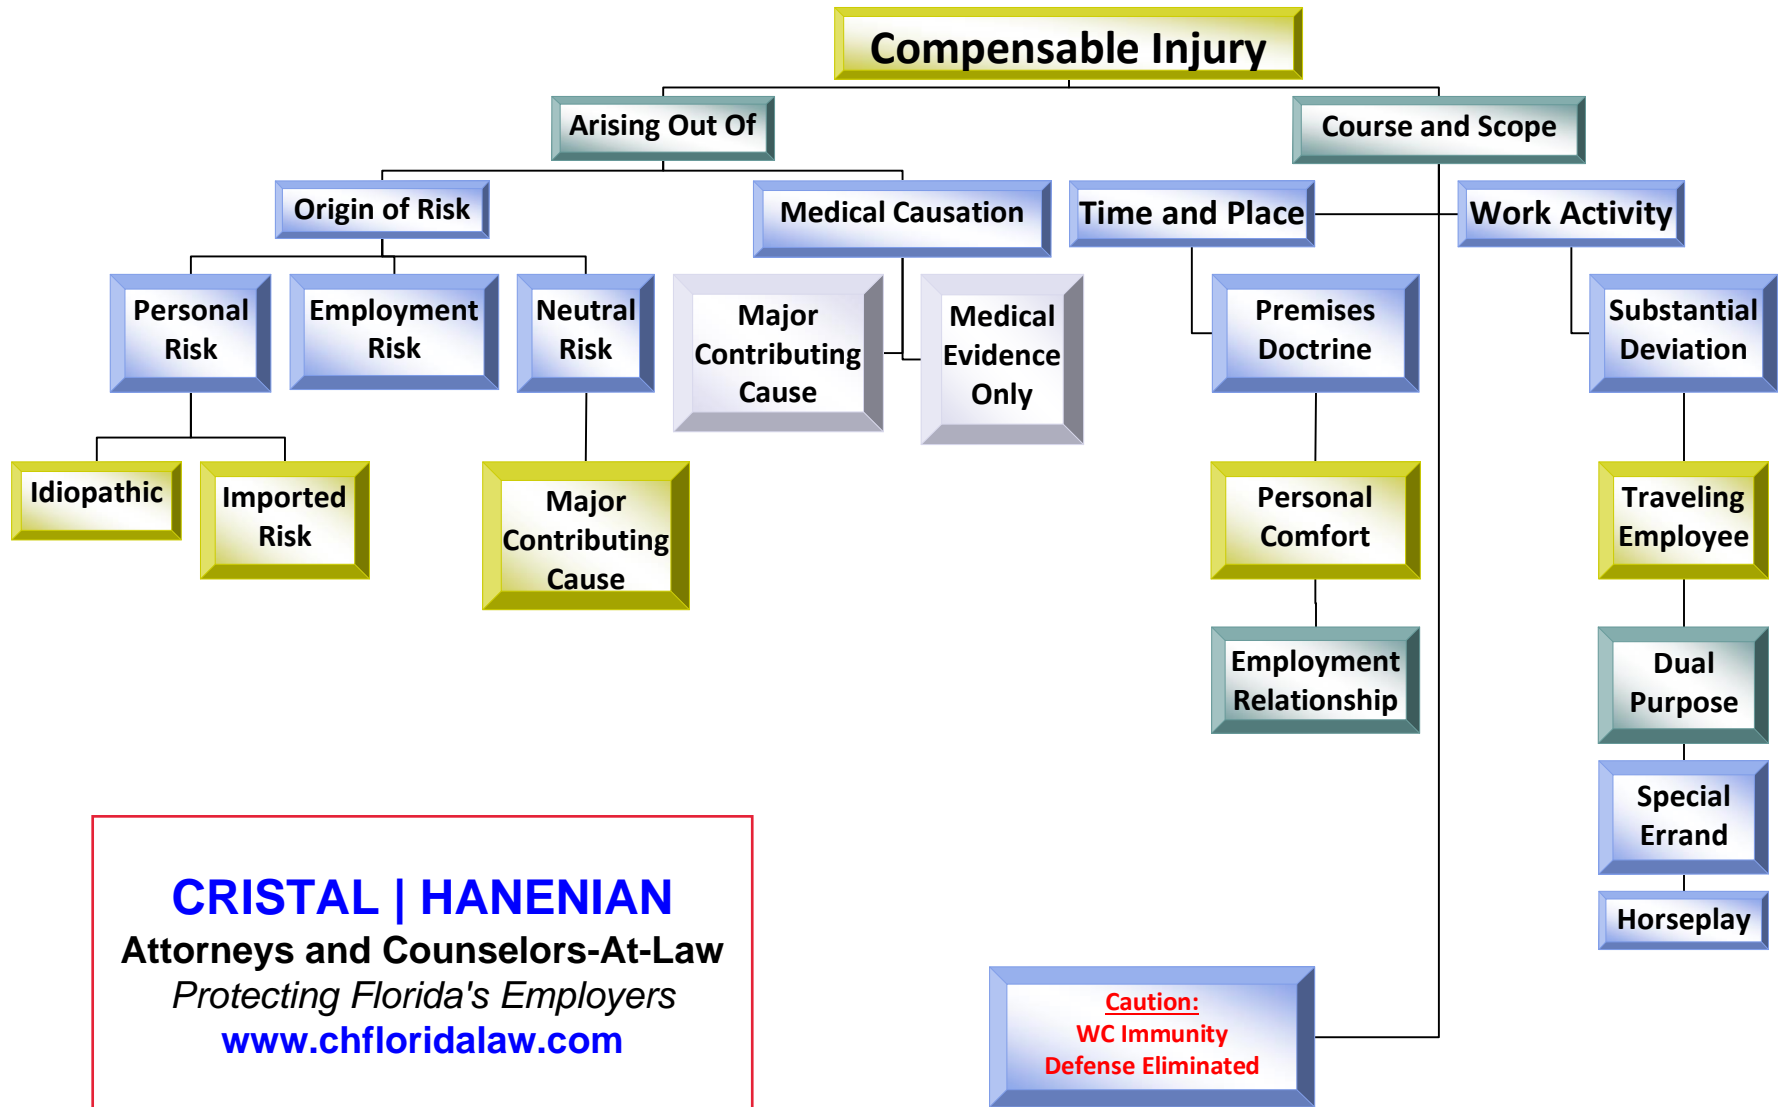 Compensable Injury
Arising Out Of
Course and Scope
Origin of Risk
Medical Causation
Time and Place
Work Activity
Personal
Risk
Employment
Risk
Neutral
Risk
Major
Contributing
Cause
Medical
Evidence
Only
Premises
Doctrine
Substantial
Deviation
Idiopathic
Imported
Risk
Major
Contributing
Cause
Personal
Comfort
Traveling
Employee
Employment
Relationship
Dual
Purpose
Special
Errand
Horseplay
CRISTAL | HANENIAN
Attorneys and Counselors-At-Law
Protecting Florida's Employers
www.chfloridalaw.com
Caution:
WC Immunity
Defense Eliminated